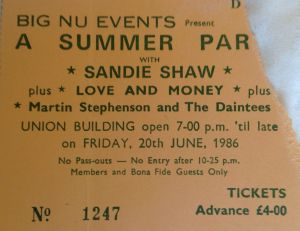 D
BIG NU EVENTS Present
A SUMMER PAR
WITH
* SANDIE SHAW *
plus * LOVE AND MONEY * plus
* Martin Stephenson and The Daintees *
UNION BUILDING open 7-00 p.m. 'til late
on FRIDAY, 20th JUNE, 1986
No Pass-outs — No Entry after 10-25 p.m.
Members and Bona Fide Guests Only
TICKETS
No 1247 Advance £4-00